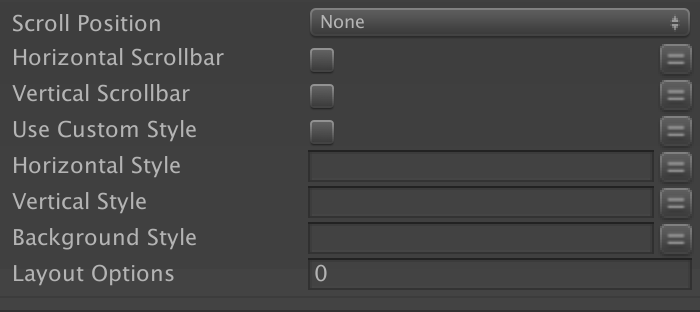 Scroll Position None
Horizontal Scrollbar
Vertical Scrollbar
Use Custom Style
Horizontal Style
Vertical Style
Background Style
Layout Options 0